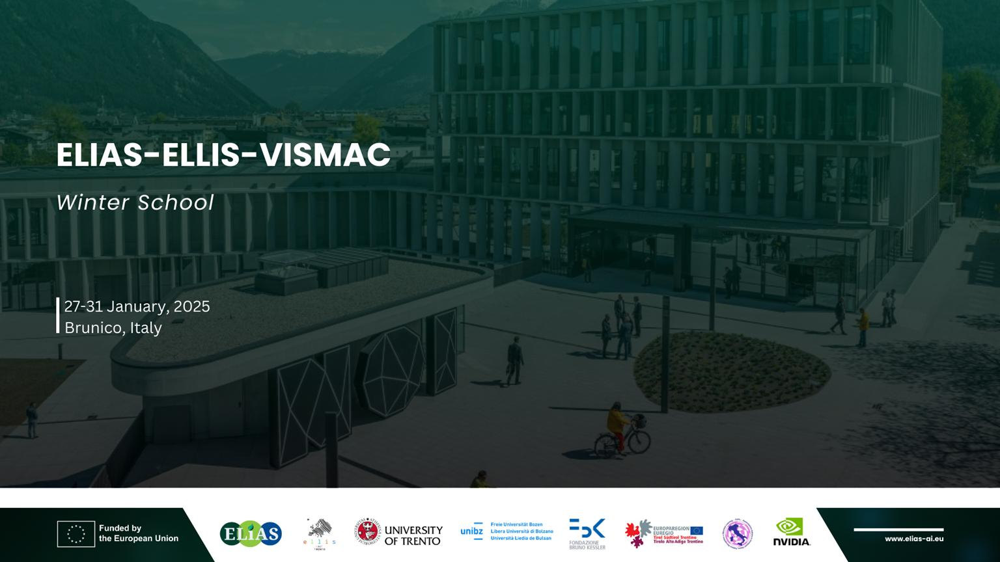 ELIAS-ELLIS-VISMAC
Winter School
27-31 January, 2025
Brunico, Italy
Funded by
the European Union
ELIAS
ellis
TRENTO
UNIVERSITY
OF TRENTO
unibz
Freie Universität Bozen
Libera Università di Bolzano
Università Liedia de Bulsan
FBK
FONDAZIONE
BRUNO KESSLER
EUROPAREGION
EUREGIO
Tirol Südtirol Trentino
Tirolo Alto Adige Trentino
NVIDIA.
www.elias-ai.eu